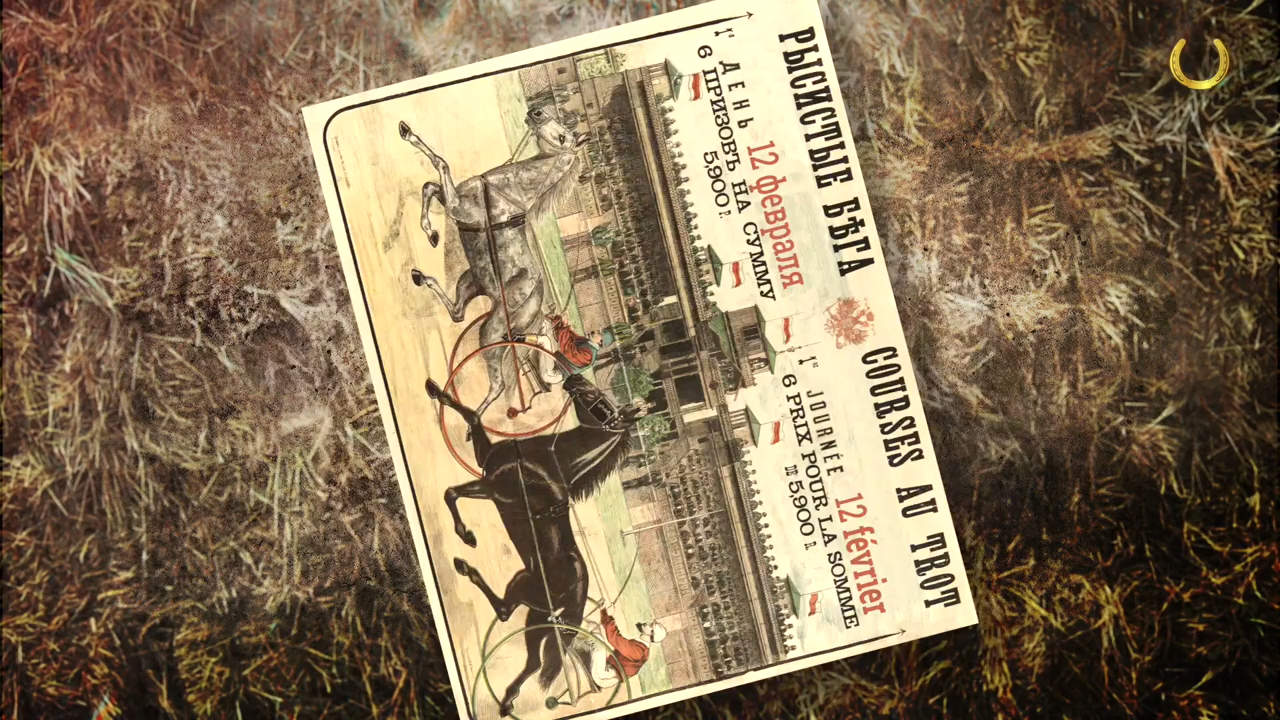 РЫСИСТЫЕ БѢГА
1й ДЕНЬ 12 февраля
6 ПРИЗОВЪ НА СУММУ
5,900 Р.
COURSES AU TROT
1re JOURNÉE 12 février
6 PRIX POUR LA SOMME
DE 5,900 R.